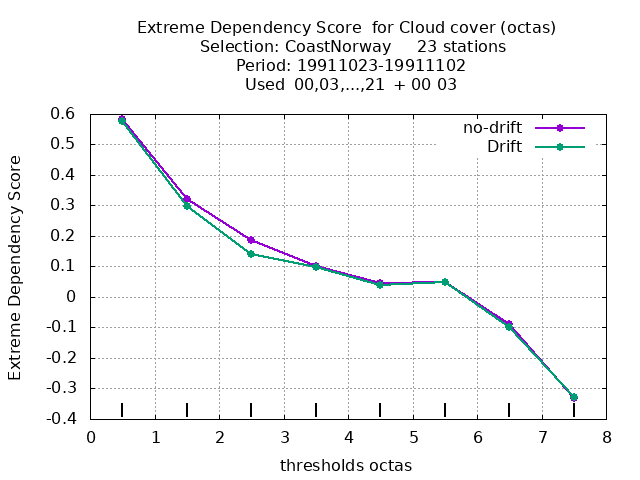 Extreme Dependency Score  for Cloud cover (octas)
Selection: CoastNorway     23 stations
Period: 19911023-19911102
Used  00,03,...,21  + 00 03
no-drift
Drift
Extreme Dependency Score
0.6
0.5
0.4
0.3
0.2
0.1
0
-0.1
-0.2
-0.3
-0.4
0 1 2 3 4 5 6 7 8
thresholds octas